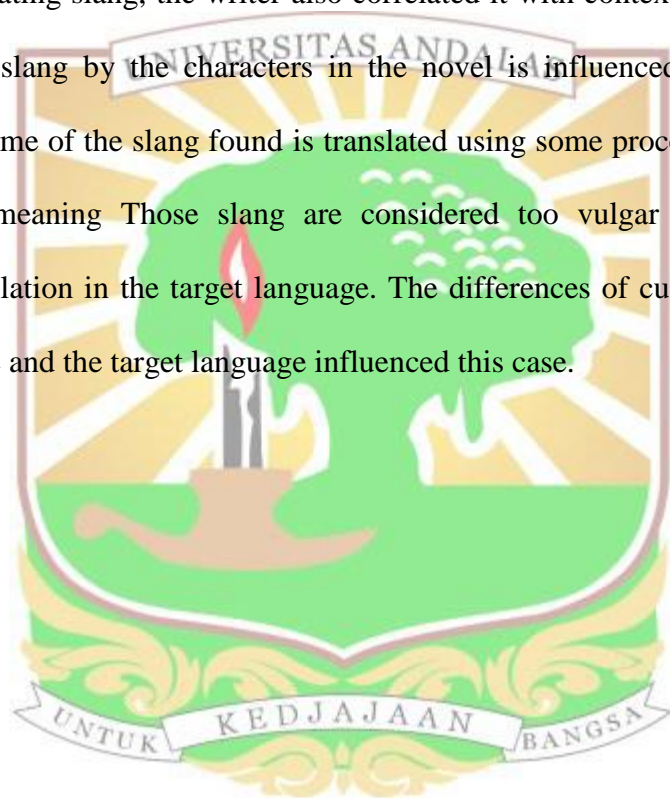 ating slang, the writer also correlated it with contex
UNIVERSITAS ANDALAS
slang by the characters in the novel is influenced
me of the slang found is translated using some proce
meaning Those slang are considered too vulgar
lation in the target language. The differences of cu
and the target language influenced this case.
UNTUK KEDJAJAAN BANGSA